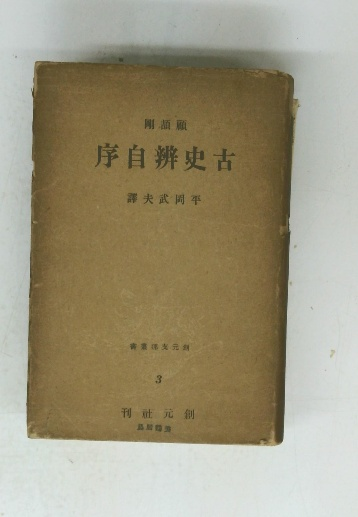 顧頡剛
古史辨自序
平岡武夫譯
創元支那叢書
3
創元社刊